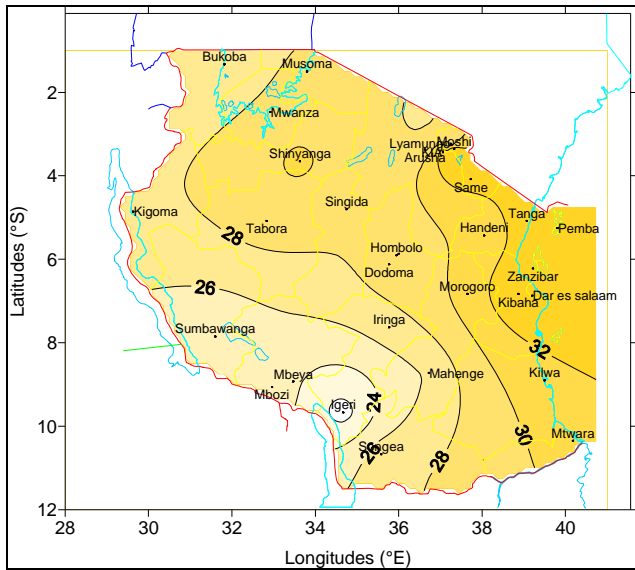 Bukoba
Musoma
2
Mwanza
Lyamungo
Moshi
Shinyanga
Arusha
4
Same
Kigoma
Singida
Tanga
Tabora
28
Handeni
Pemba
Hombolo
6
Dodoma
Zanzibar
26
Morogoro
Kibaha
Dar es salaam
Sumbawanga
Iringa
8
32
Mbeya
Mahenge
Kilwa
Mbozi
Igeri
24
10
Songea
26
28
30
Mtwara
12
28 30 32 34 36 38 40
Latitudes (°S)
Longitudes (°E)